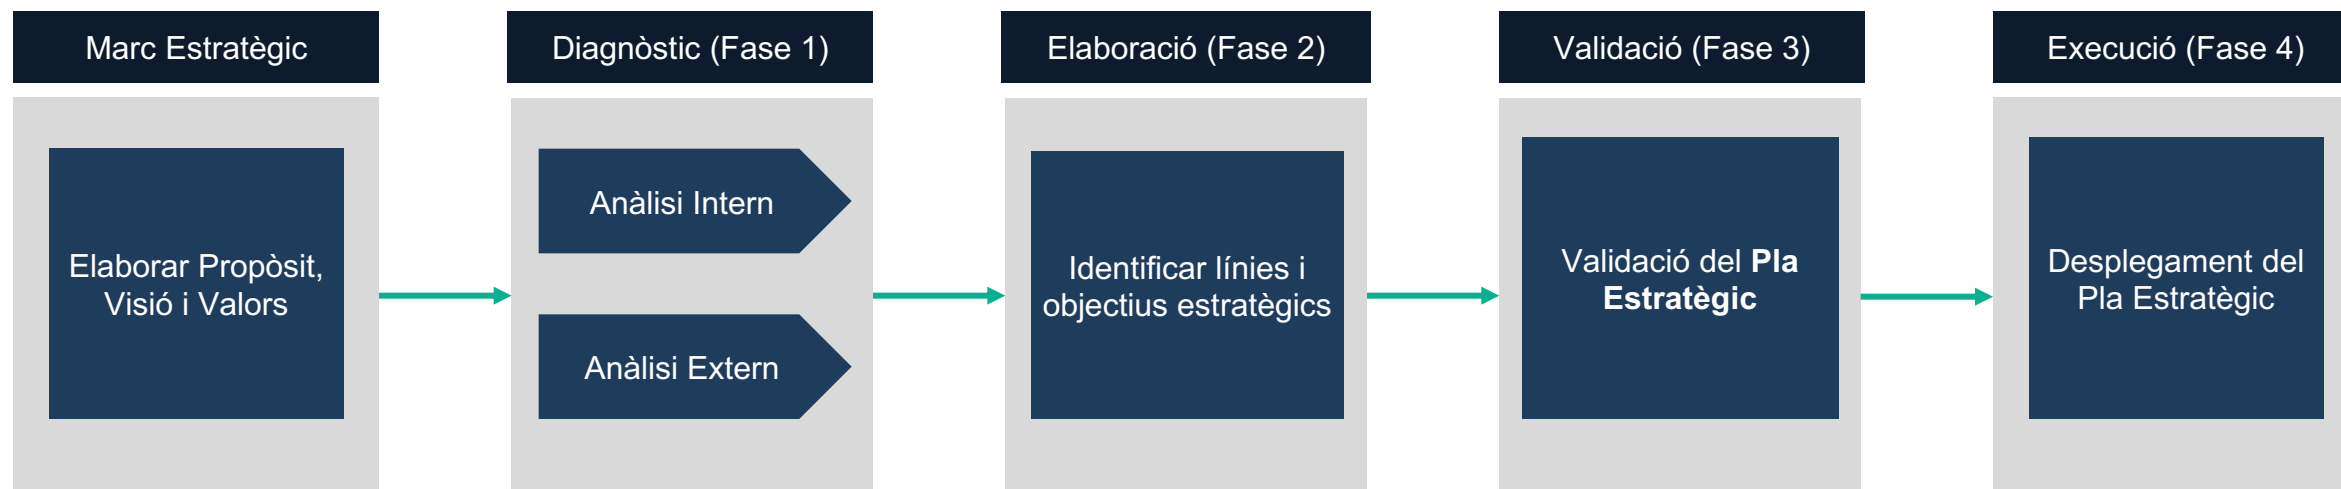 Marc Estratègic
Diagnòstic (Fase 1)
Elaboració (Fase 2)
Validació (Fase 3)
Execució (Fase 4)
Elaborar Propòsit,
Visió i Valors
Anàlisi Intern
Anàlisi Extern
Identificar línies i
objectius estratègics
Validació del Pla
Estratègic
Desplegament del
Pla Estratègic